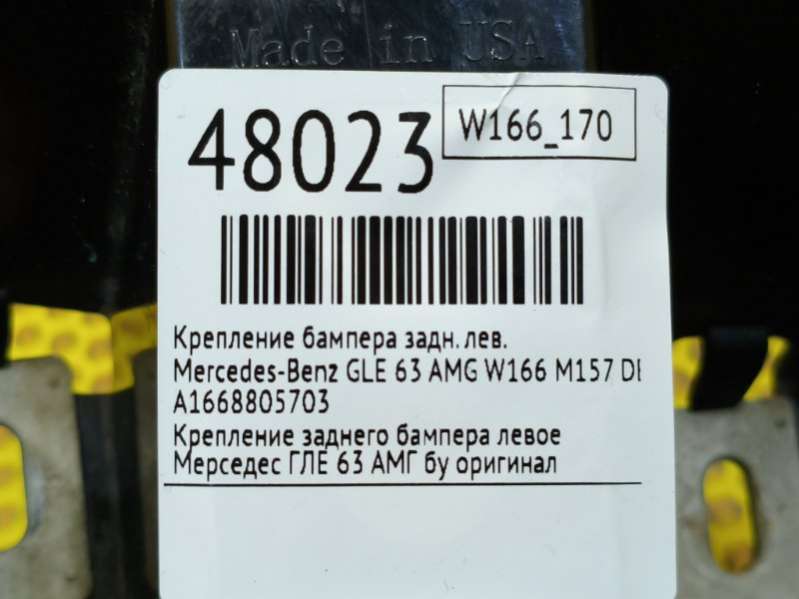 Made in USA
48023
W166_170
Крепление бампера задн. лев.
Mercedes-Benz GLE 63 AMG W166 M157 DE
A1668805703
Крепление заднего бампера левое
Мерседес ГЛЕ 63 АМГ бу оригинал